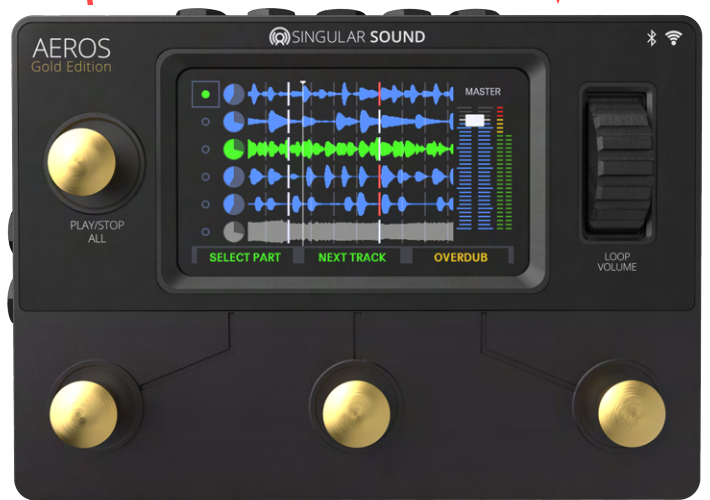 AEROS
Gold Edition
SINGULAR SOUND
MASTER
PLAY/STOP
ALL
SELECT PART
NEXT TRACK
OVERDUB
LOOP
VOLUME